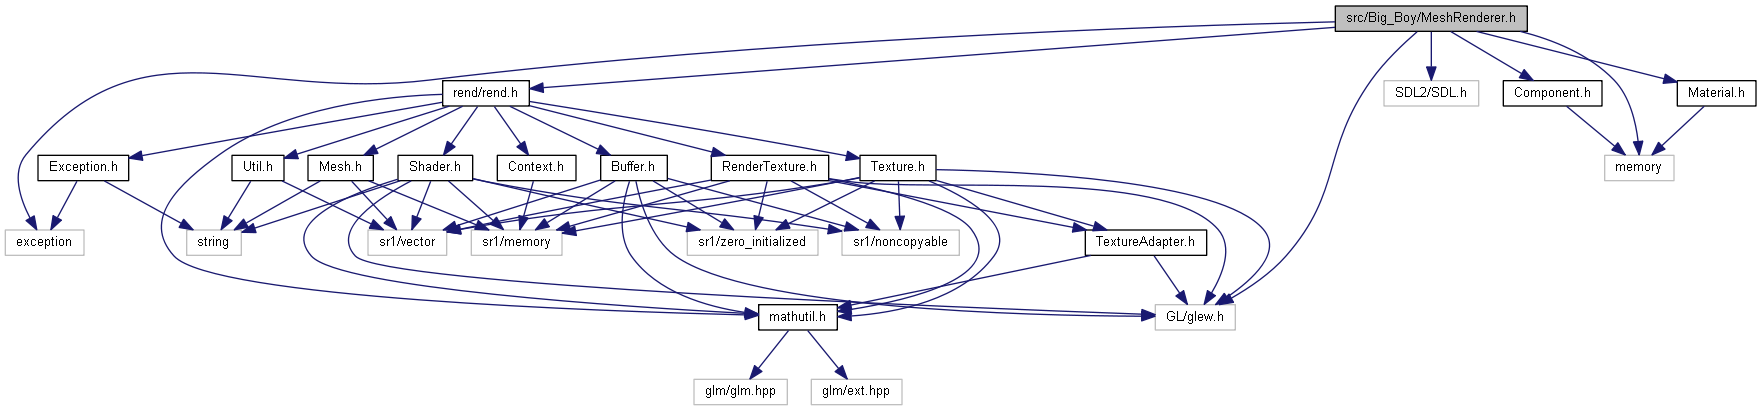 src/Big_Boy/MeshRenderer.h
rend/rend.h
SDL2/SDL.h
Component.h
Material.h
Exception.h
Util.h
Mesh.h
Shader.h
Context.h
Buffer.h
RenderTexture.h
Texture.h
memory
exception
string
sr1/vector
sr1/memory
sr1/zero_initialized
sr1/noncopyable
TextureAdapter.h
mathutil.h
GL/glew.h
glm/glm.hpp
glm/ext.hpp